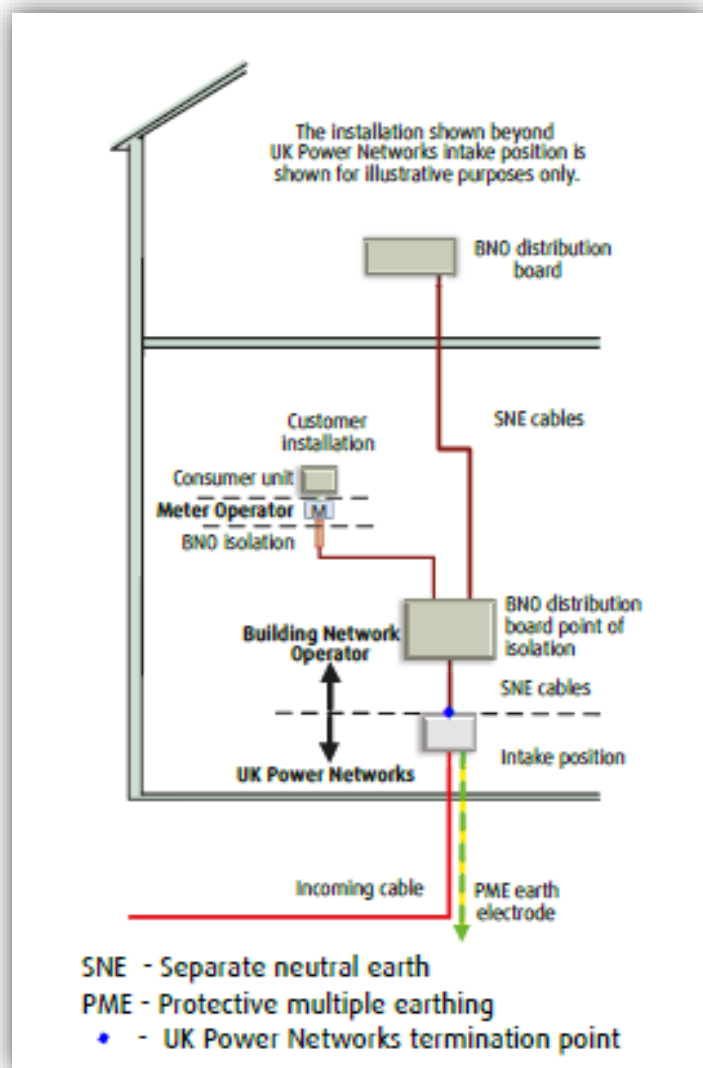 The installation shown beyond
UK Power Networks intake position is
shown for illustrative purposes only.
BNO distribution
board
SNE cables
Customer
installation
Consumer unit
Meter Operator
M
BNO isolation
BNO distribution
board point of
isolation
Building Network
Operator
SNE cables
Intake position
UK Power Networks
Incoming cable
PME earth
electrode
SNE - Separate neutral earth
PME - Protective multiple earthing
- UK Power Networks termination point